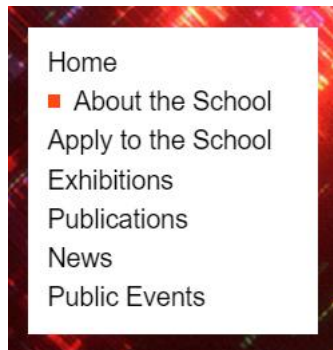 Home
About the School
Apply to the School
Exhibitions
Publications
News
Public Events